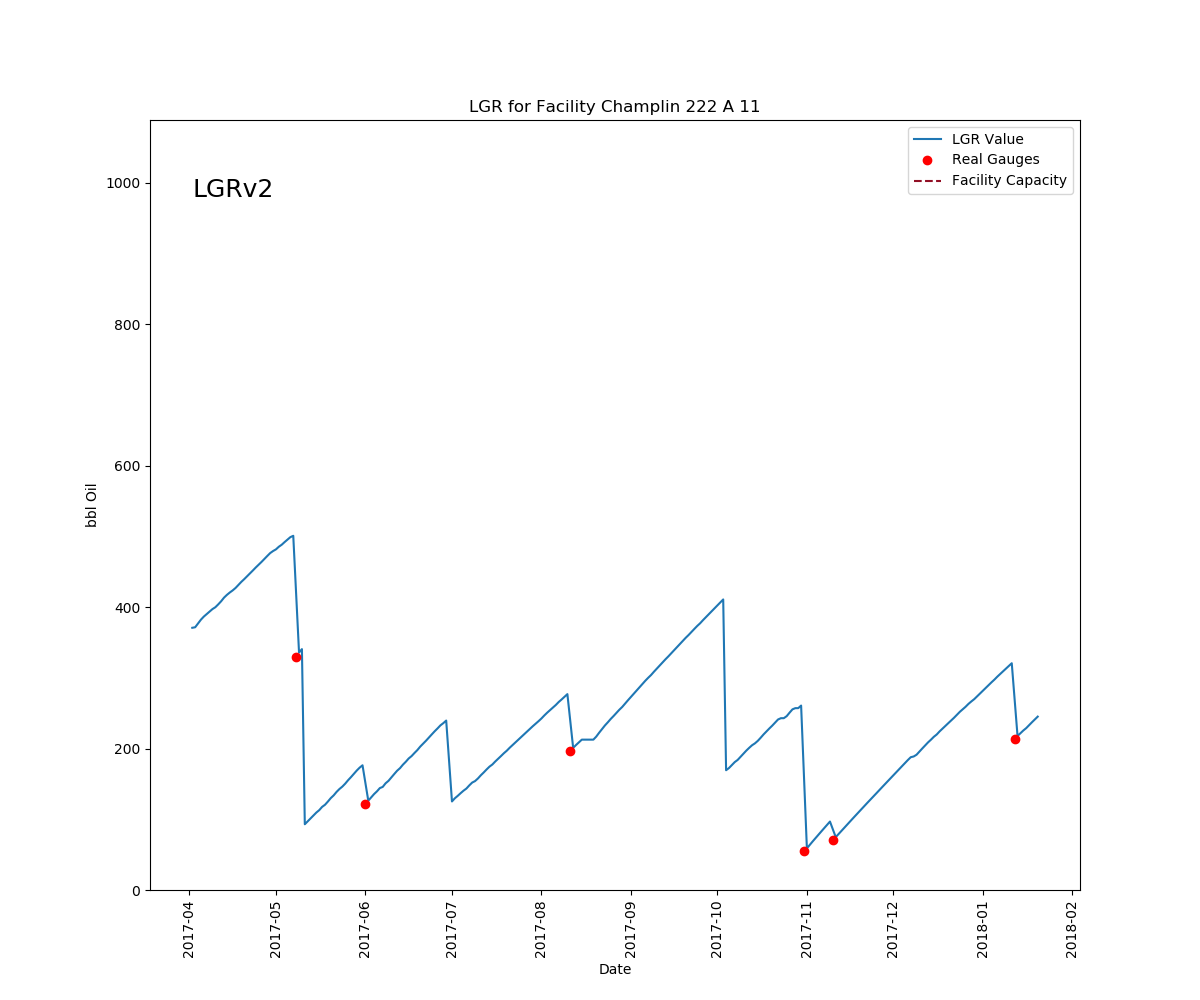 LGR for Facility Champlin 222 A 11
LGR Value
Real Gauges
Facility Capacity
LGRv2
1000
800
600
400
200
0
bbl Oil
2017-04
2017-05
2017-06
2017-07
2017-08
2017-09
2017-10
2017-11
2017-12
2018-01
2018-02
Date